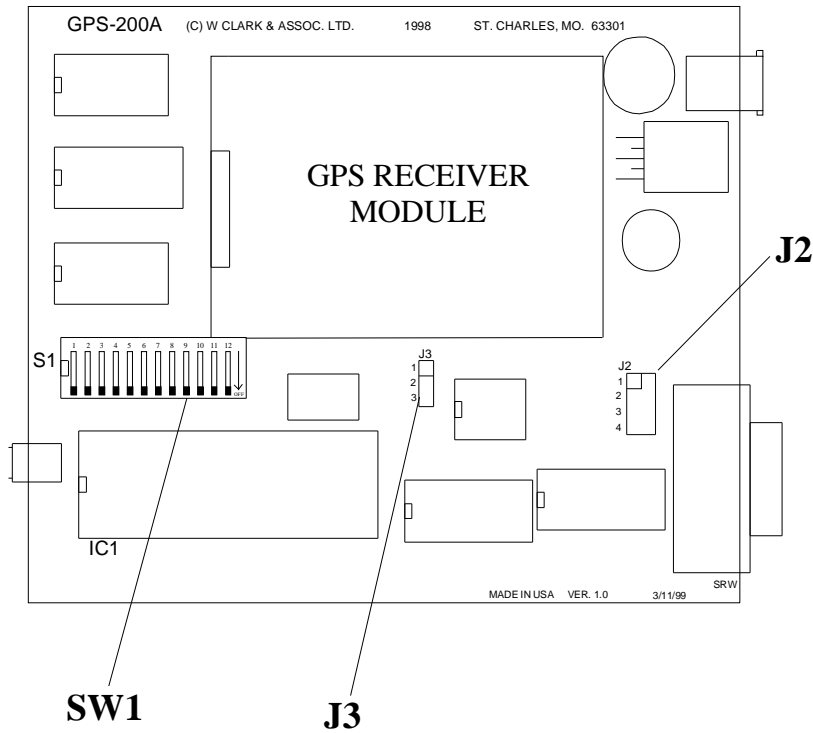 GPS-200A (C) W CLARK & ASSOC. LTD. 1998 ST. CHARLES, MO. 63301
GPS RECEIVER
MODULE
J2
S1
1 2 3 4 5 6 7 8 9 10 11 12
OFF
J3
1
2
3
J2
1
2
3
4
IC1
SRW
MADE IN USA VER. 1.0 3/11/99
SW1
J3